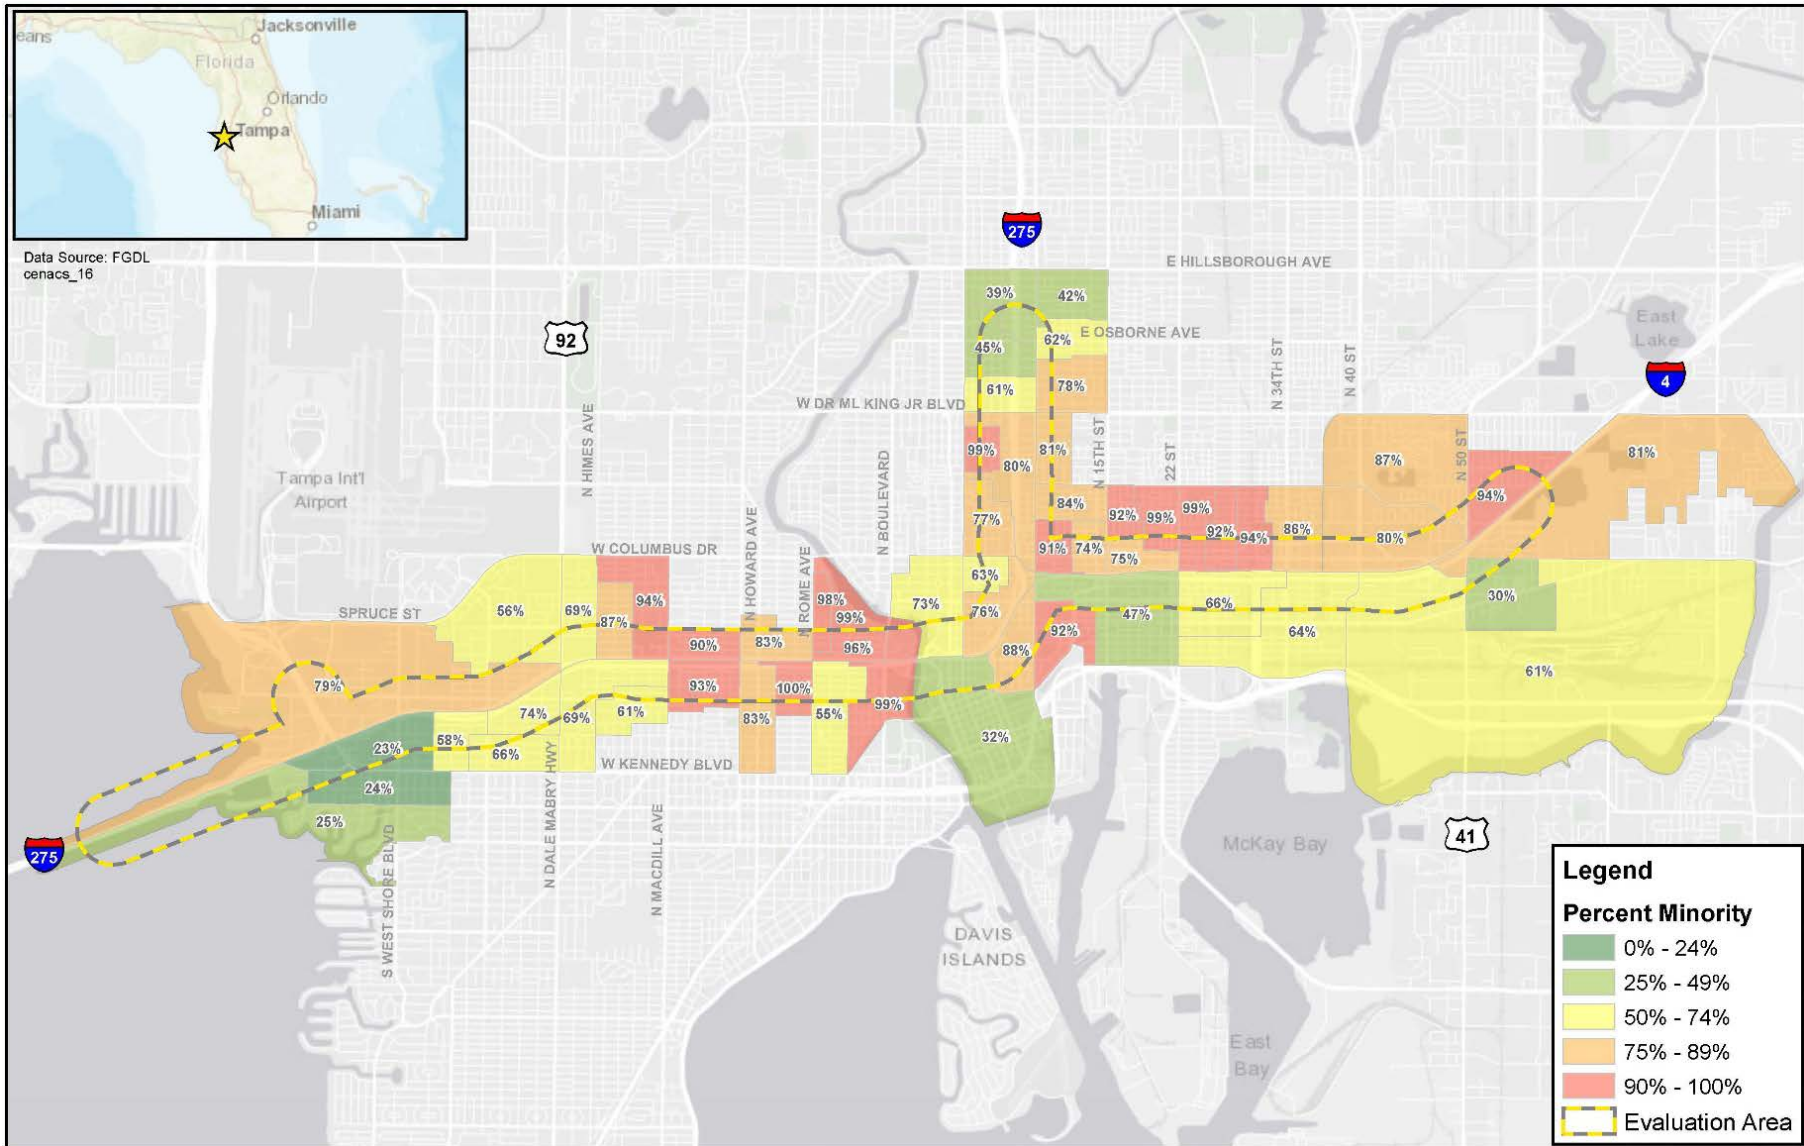 eans
Jacksonville
Florida
Orlando
Tampa
Miami
Data Source: FGDL
cenacs_16
275
E HILLSBOROUGH AVE
39%
42%
92
E OSBORNE AVE
62%
45%
East
Lake
4
N 34TH ST
N 40 ST
61%
78%
W DR ML KING JR BLVD
N HIMES AVE
N BOULEVARD
N 15TH ST
22 ST
N 50 ST
99%
80%
81%
87%
81%
Tampa Int'l
Airport
84%
94%
77%
92%
99%
99%
92%
94%
86%
80%
91%
74%
75%
W COLUMBUS DR
N HOWARD AVE
N ROME AVE
63%
SPRUCE ST
56%
69%
94%
87%
98%
99%
73%
76%
47%
66%
30%
90%
83%
96%
88%
92%
64%
79%
93%
100%
61%
74%
69%
61%
83%
55%
99%
23%
58%
66%
32%
W KENNEDY BLVD
24%
25%
N DALE MABRY HWY
N MACDILL AVE
S WEST SHORE BLVD
275
McKay Bay
41
DAVIS
ISLANDS
East
Bay
Legend
Percent Minority
0% - 24%
25% - 49%
50% - 74%
75% - 89%
90% - 100%
Evaluation Area